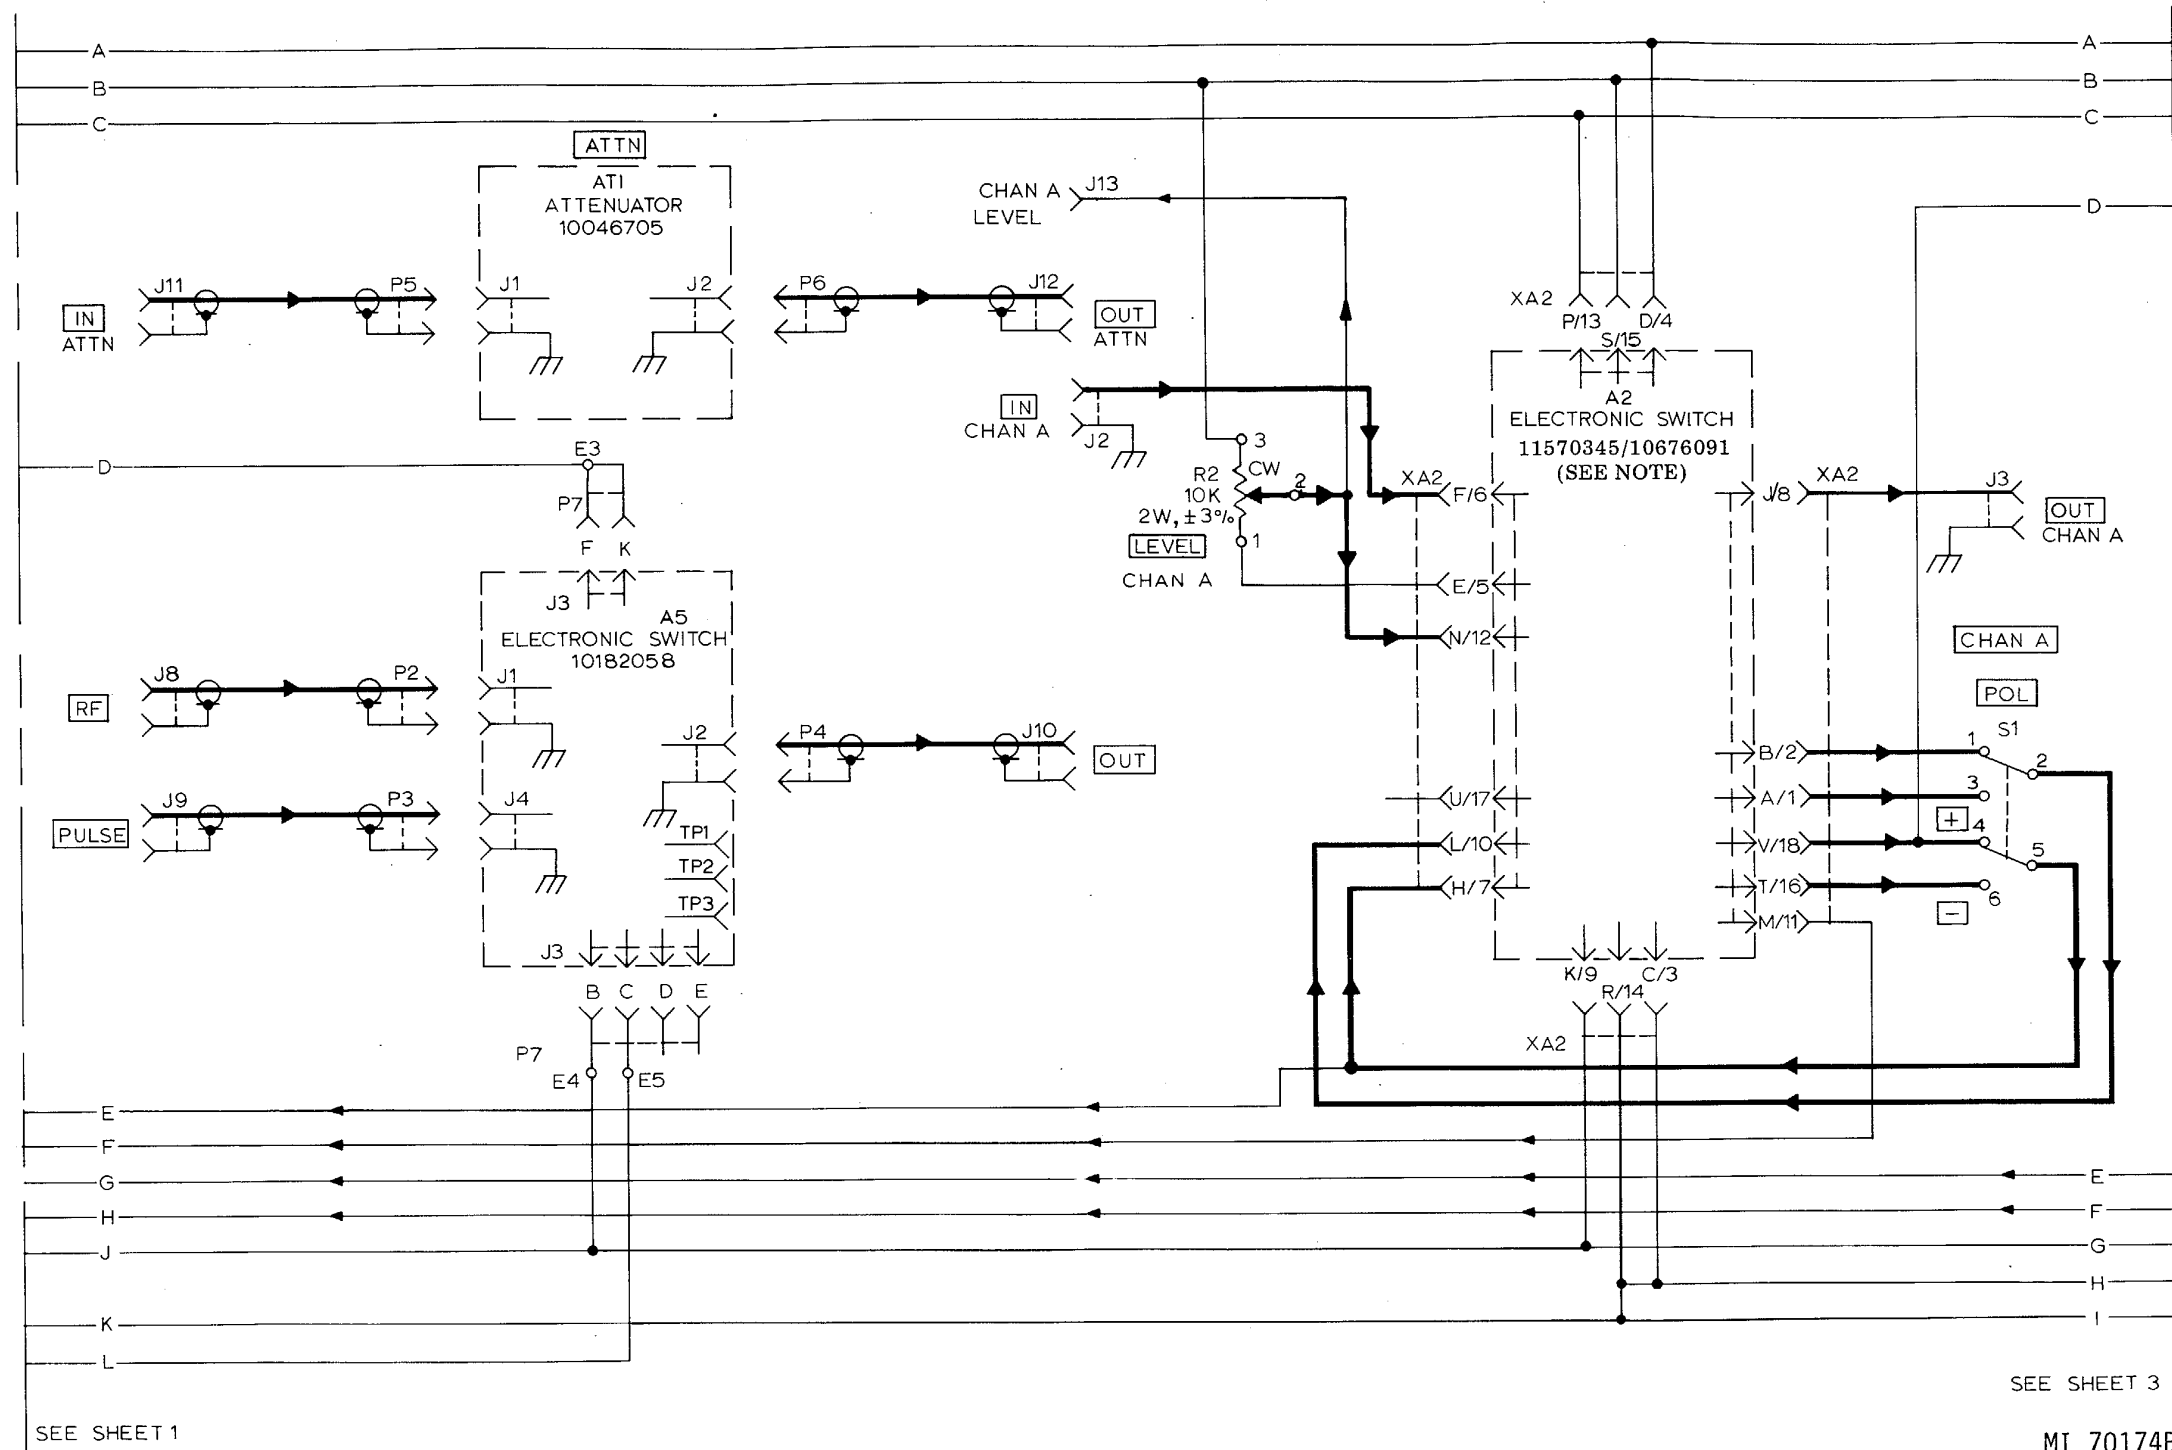 A A
B B
C C
ATTN
AT1
ATTENUATOR
10046705
CHAN A J13
LEVEL
D
J11 P5 J1 J2 P6 J12
IN
ATTN
OUT
ATTN
XA2
P/13 D/4
S/15
IN
CHAN A J2
A2
ELECTRONIC SWITCH
11570345/10676091
(SEE NOTE)
D E3
P7
F K
3
R2 CW
10K 2
2W, ±3%
1
LEVEL
CHAN A
XA2 F/6
E/5
N/12
J/8 XA2 J3
OUT
CHAN A
J3
A5
ELECTRONIC SWITCH
10182058
CHAN A
POL
S1
RF
J8 P2 J1
J2 P4 J10
OUT
PULSE
J9 P3 J4
TP1
TP2
TP3
U/17
L/10
H/7
B/2 1 2
A/1 3
+
V/18 4 5
T/16 6
−
M/11
J3
B C D E
P7
E4 E5
K/9 C/3
R/14
XA2
E
F
G E
H F
J G
H
K I
L
SEE SHEET 3
SEE SHEET 1
MI 70174B